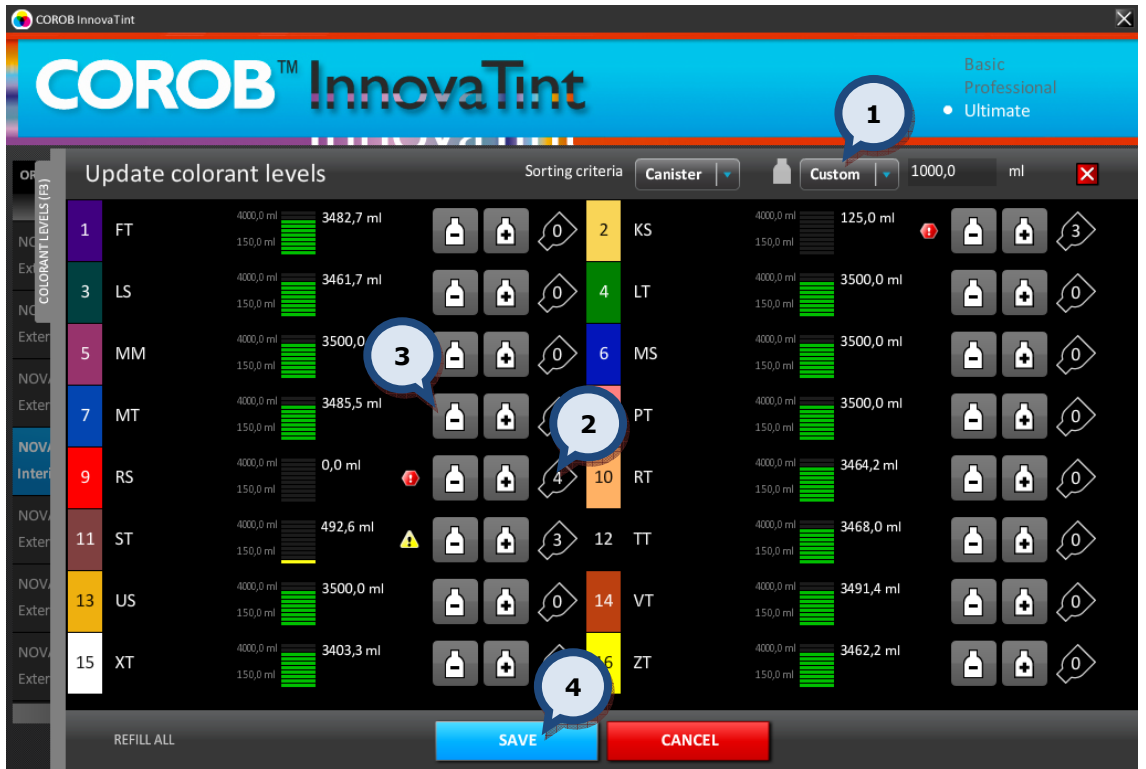 COROB InnovaTint
COROB™ InnovaTint
Basic
Professional
Ultimate
1
COLORANT LEVELS (F3)
Update colorant levels
Sorting criteria Canister
Custom 1000,0 ml
1 FT 4000,0 ml 150,0 ml 3482,7 ml 0
2 KS 4000,0 ml 150,0 ml 125,0 ml 3
3 LS 4000,0 ml 150,0 ml 3461,7 ml 0
4 LT 4000,0 ml 150,0 ml 3500,0 ml 0
5 MM 4000,0 ml 150,0 ml 3500,0 0
3
6 MS 4000,0 ml 150,0 ml 3500,0 ml 0
7 MT 4000,0 ml 150,0 ml 3485,5 ml
2
PT 4000,0 ml 150,0 ml 3500,0 ml 0
9 RS 4000,0 ml 150,0 ml 0,0 ml 4
10 RT 4000,0 ml 150,0 ml 3464,2 ml 0
11 ST 4000,0 ml 150,0 ml 492,6 ml 3
12 TT 4000,0 ml 150,0 ml 3468,0 ml 0
13 US 4000,0 ml 150,0 ml 3500,0 ml 0
14 VT 4000,0 ml 150,0 ml 3491,4 ml 0
15 XT 4000,0 ml 150,0 ml 3403,3 ml
16 ZT 4000,0 ml 150,0 ml 3462,2 ml 0
4
REFILL ALL
SAVE
CANCEL